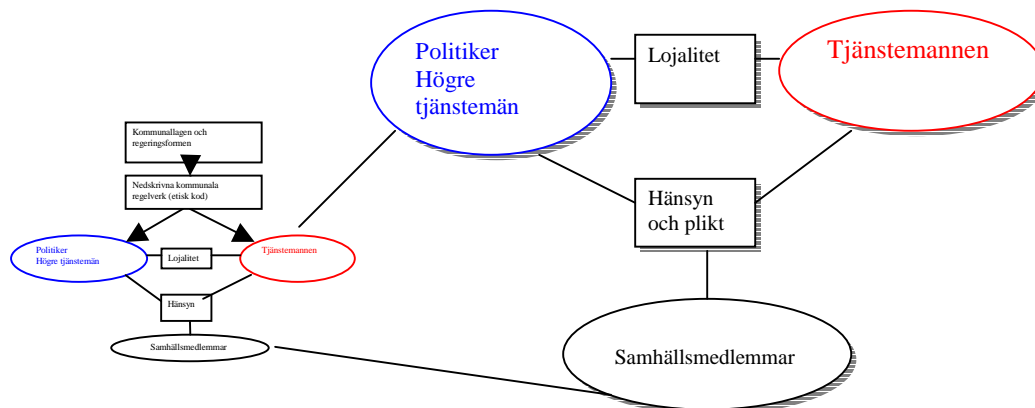 Politiker
Högre
tjänstemän
Lojalitet
Tjänstemannen
Hänsyn
och plikt
Samhällsmedlemmar
Kommunallagen och
regeringsformen
Nedskrivna kommunala
regelverk (etisk kod)
Politiker
Högre tjänstemän
Lojalitet
Tjänstemannen
Hänsyn
Samhällsmedlemmar